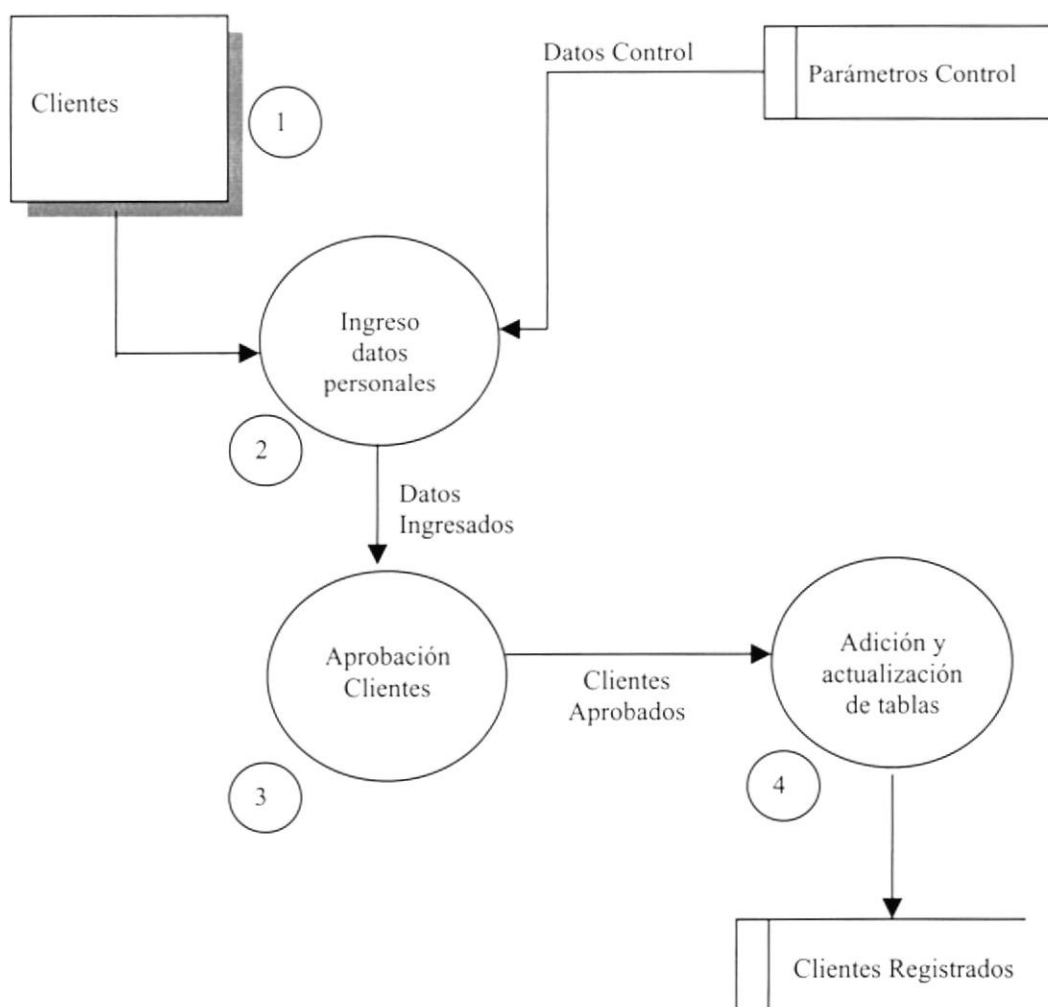 Clientes
1
Datos Control
Parámetros Control
Ingreso
datos
personales
2
Datos
Ingresados
Aprobación
Clientes
3
Clientes
Aprobados
Adición y
actualización
de tablas
4
Clientes Registrados